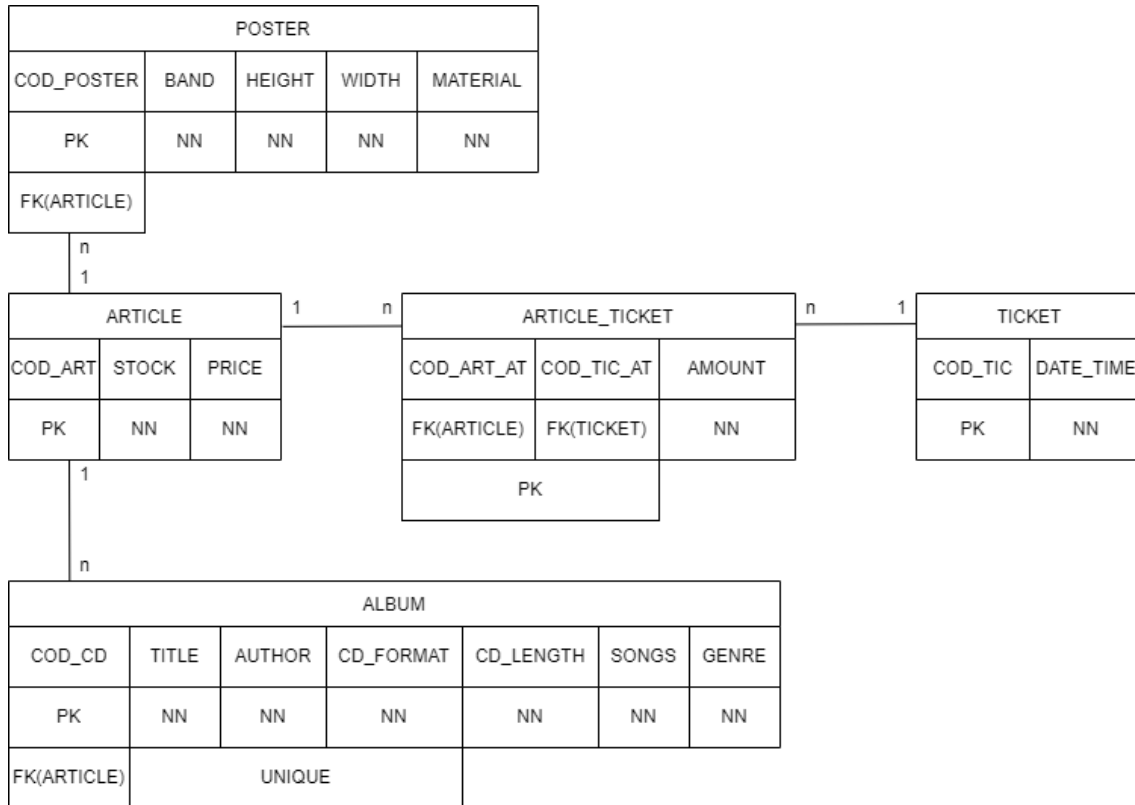 POSTER
COD_POSTER BAND HEIGHT WIDTH MATERIAL
PK NN NN NN NN
FK(ARTICLE)
n
1
ARTICLE 1 n ARTICLE_TICKET n 1 TICKET
COD_ART STOCK PRICE COD_ART_AT COD_TIC_AT AMOUNT COD_TIC DATE_TIME
PK NN NN FK(ARTICLE) FK(TICKET) NN PK NN
1 PK
n
ALBUM
COD_CD TITLE AUTHOR CD_FORMAT CD_LENGTH SONGS GENRE
PK NN NN NN NN NN NN
FK(ARTICLE) UNIQUE